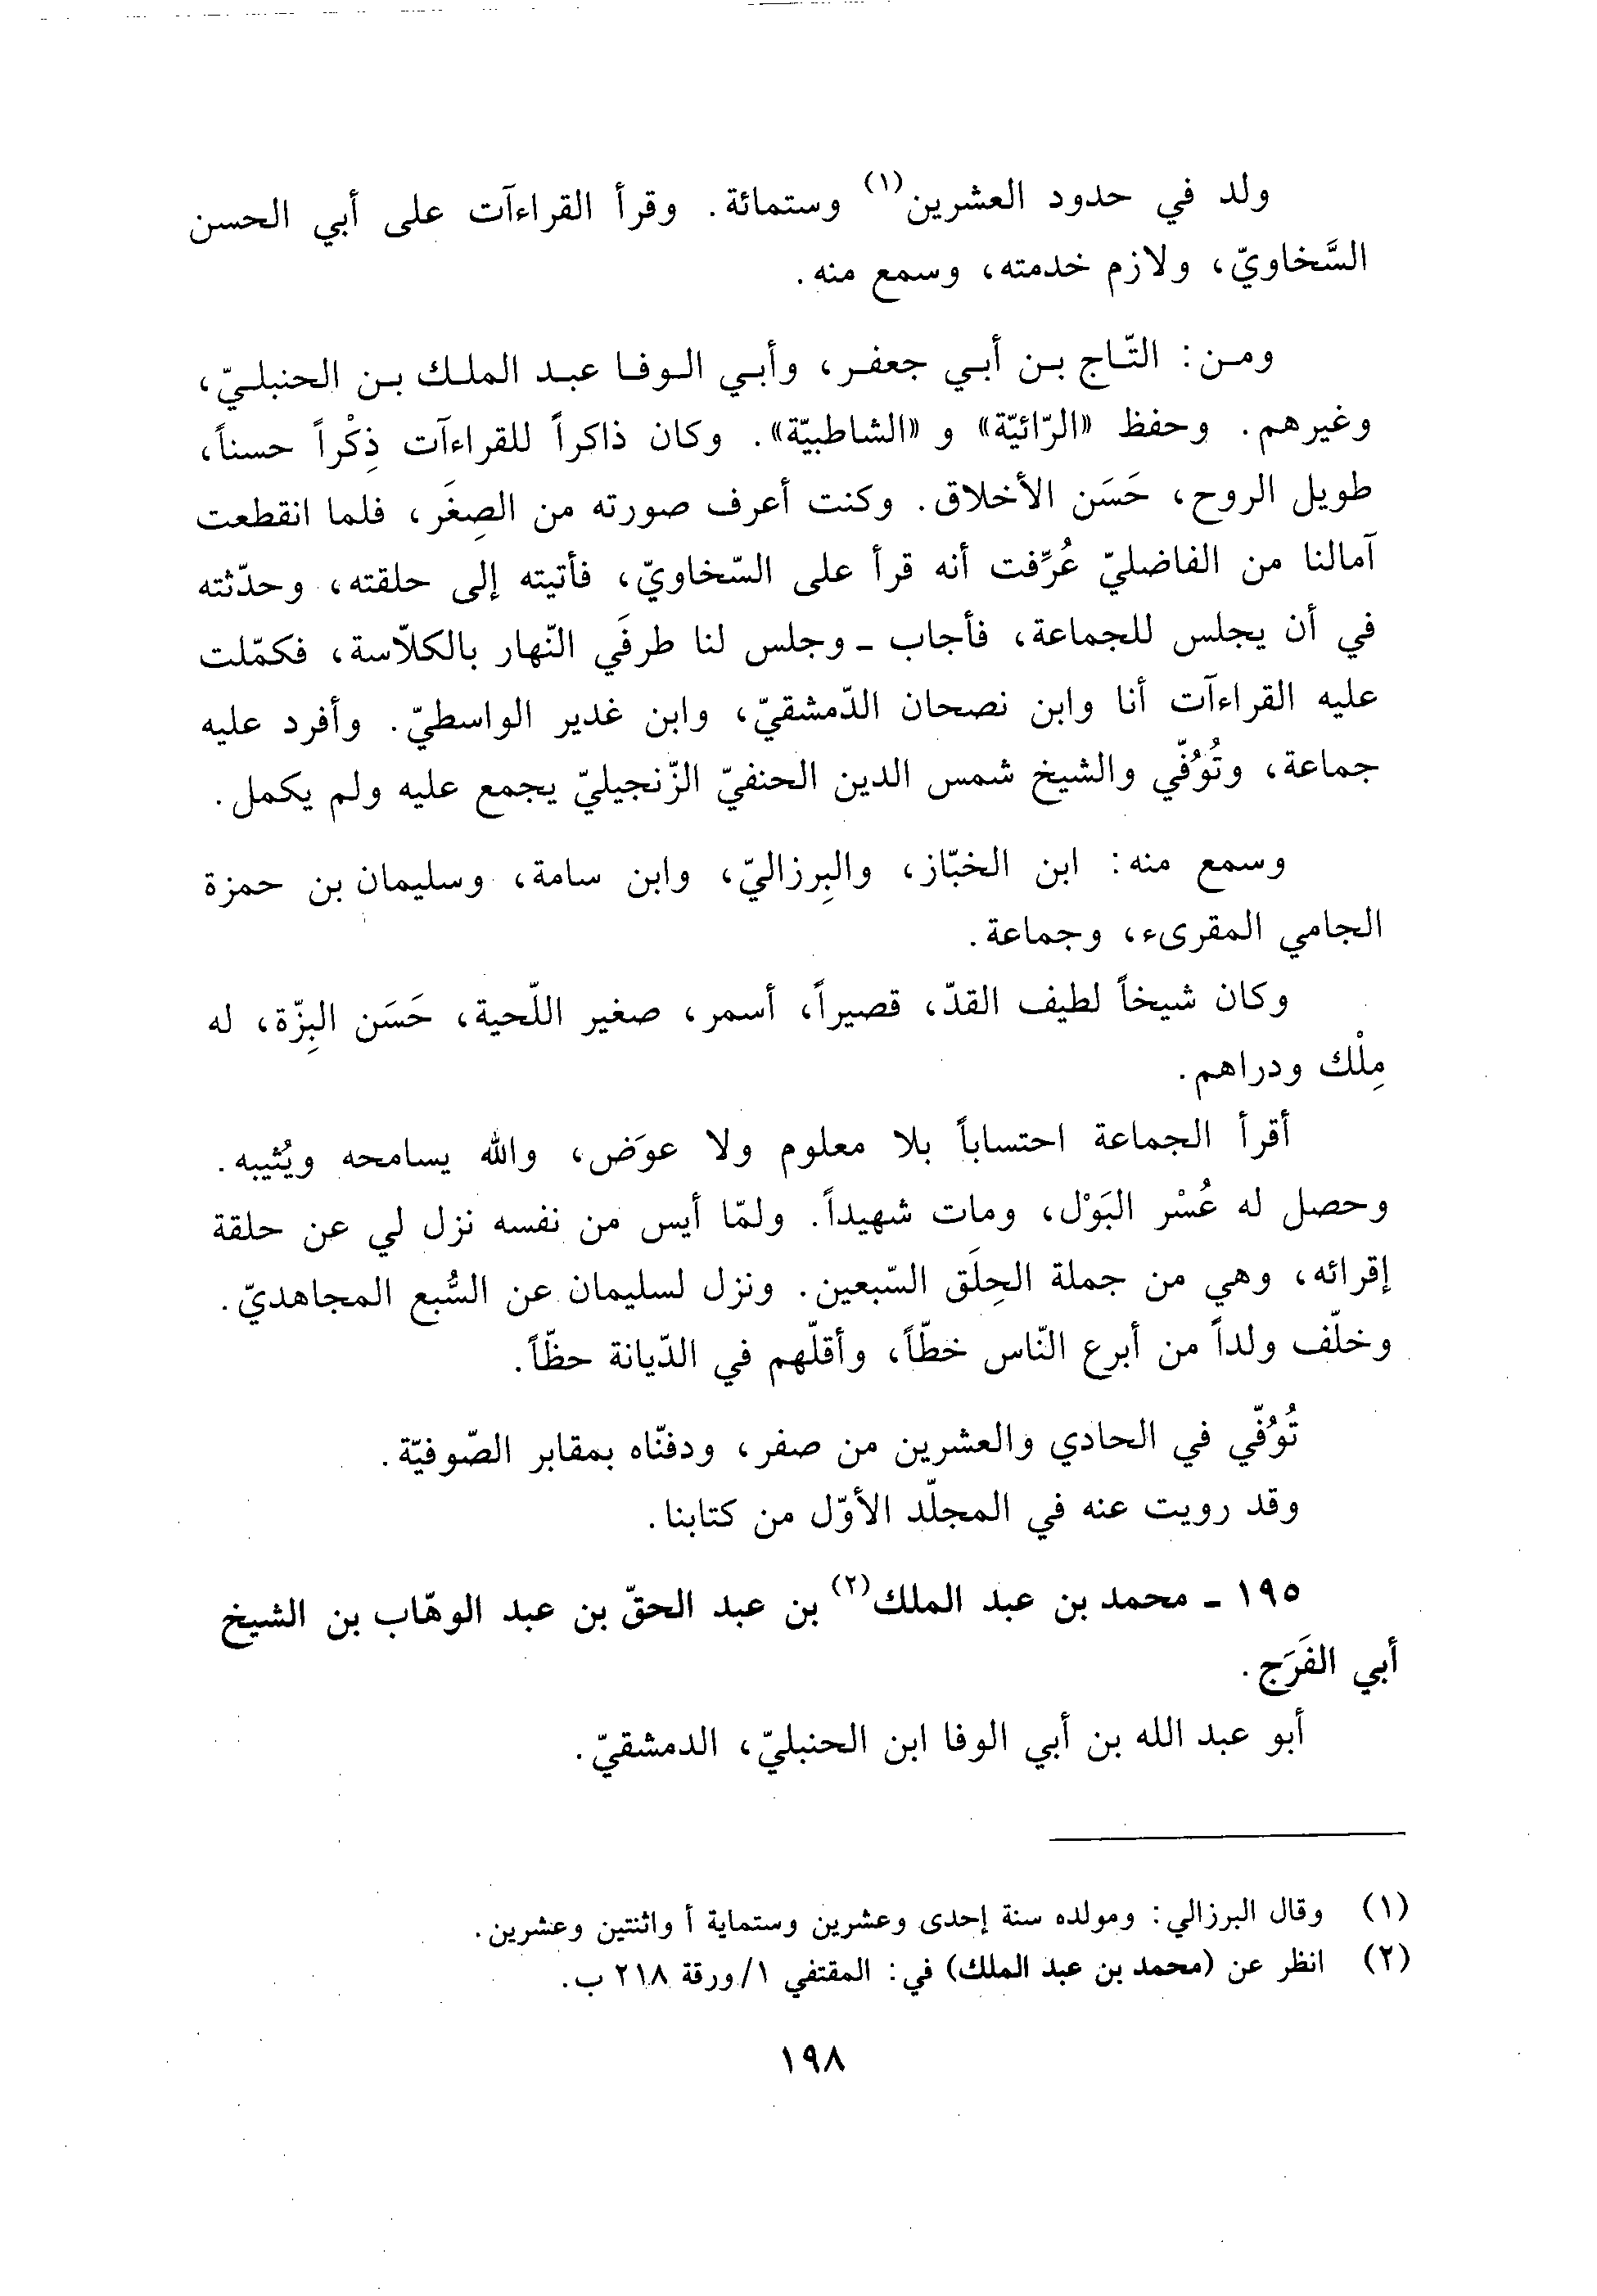 ولد في حدود العشرين(١) وستمائة. وقرأ القراءآت على أبي الحسن
السَّخاويّ، ولازم خدمته، وسمع منه.
ومن: التّاج بن أبي جعفر، وأبي الوفا عبد الملك بن الحنبليّ،
وغيرهم. وحفظ «الرّائيّة» و «الشاطبيّة». وكان ذاكراً للقراءآت ذِكْراً حسناً،
طويل الروح، حَسَن الأخلاق. وكنت أعرف صورته من الصِغَر، فلما انقطعت
آمالنا من الفاضليّ عُرِّفت أنه قرأ على السّخاويّ، فأتيته إلى حلقته، وحدّثته
في أن يجلس للجماعة، فأجاب ـ وجلس لنا طرفَي النّهار بالكلاّسة، فكمّلت
عليه القراءآت أنا وابن نصحان الدّمشقيّ، وابن غدير الواسطيّ. وأفرد عليه
جماعة، وتُوُفّي والشيخ شمس الدين الحنفيّ الزّنجيليّ يجمع عليه ولم يكمل.
وسمع منه: ابن الخبّاز، والبِرزاليّ، وابن سامة، وسليمان بن حمزة
الجامي المقرىء، وجماعة.
وكان شيخاً لطيف القدّ، قصيراً، أسمر، صغير اللّحية، حَسَن البِزّة، له
مِلْك ودراهم.
أقرأ الجماعة احتساباً بلا معلوم ولا عوَض، والله يسامحه ويُثيبه.
وحصل له عُسْر البَوْل، ومات شهيداً. ولمّا أيس من نفسه نزل لي عن حلقة
إقرائه، وهي من جملة الحِلَق السّبعين. ونزل لسليمان عن السُّبع المجاهديّ.
وخلّف ولداً من أبرع النّاس خطّاً، وأقلّهم في الدّيانة حظّاً.
تُوُفّي في الحادي والعشرين من صفر، ودفنّاه بمقابر الصّوفيّة.
وقد رويت عنه في المجلّد الأوّل من كتابنا.
١٩٥ ـ محمد بن عبد الملك(٢) بن عبد الحقّ بن عبد الوهّاب بن الشيخ
أبي الفَرَج.
أبو عبد الله بن أبي الوفا ابن الحنبليّ، الدمشقيّ.
(١) وقال البرزالي: ومولده سنة إحدى وعشرين وستماية أ واثنتين وعشرين.
(٢) انظر عن (محمد بن عبد الملك) في: المقتفي ١/ورقة ٢١٨ ب.
١٩٨